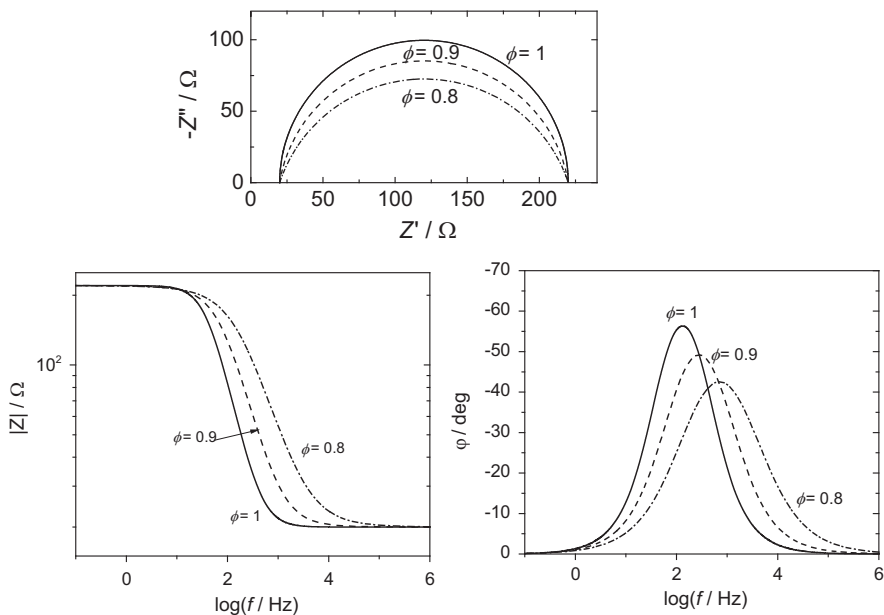 100
50
0
-Z″ / Ω
ϕ= 0.9
ϕ= 1
ϕ= 0.8
0 50 100 150 200
Z' / Ω
10²
|Z| / Ω
ϕ= 0.9
ϕ= 0.8
ϕ= 1
0 2 4 6
log(f / Hz)
-70
-60
-50
-40
-30
-20
-10
0
φ / deg
ϕ= 1
ϕ= 0.9
ϕ= 0.8
0 2 4 6
log(f / Hz)